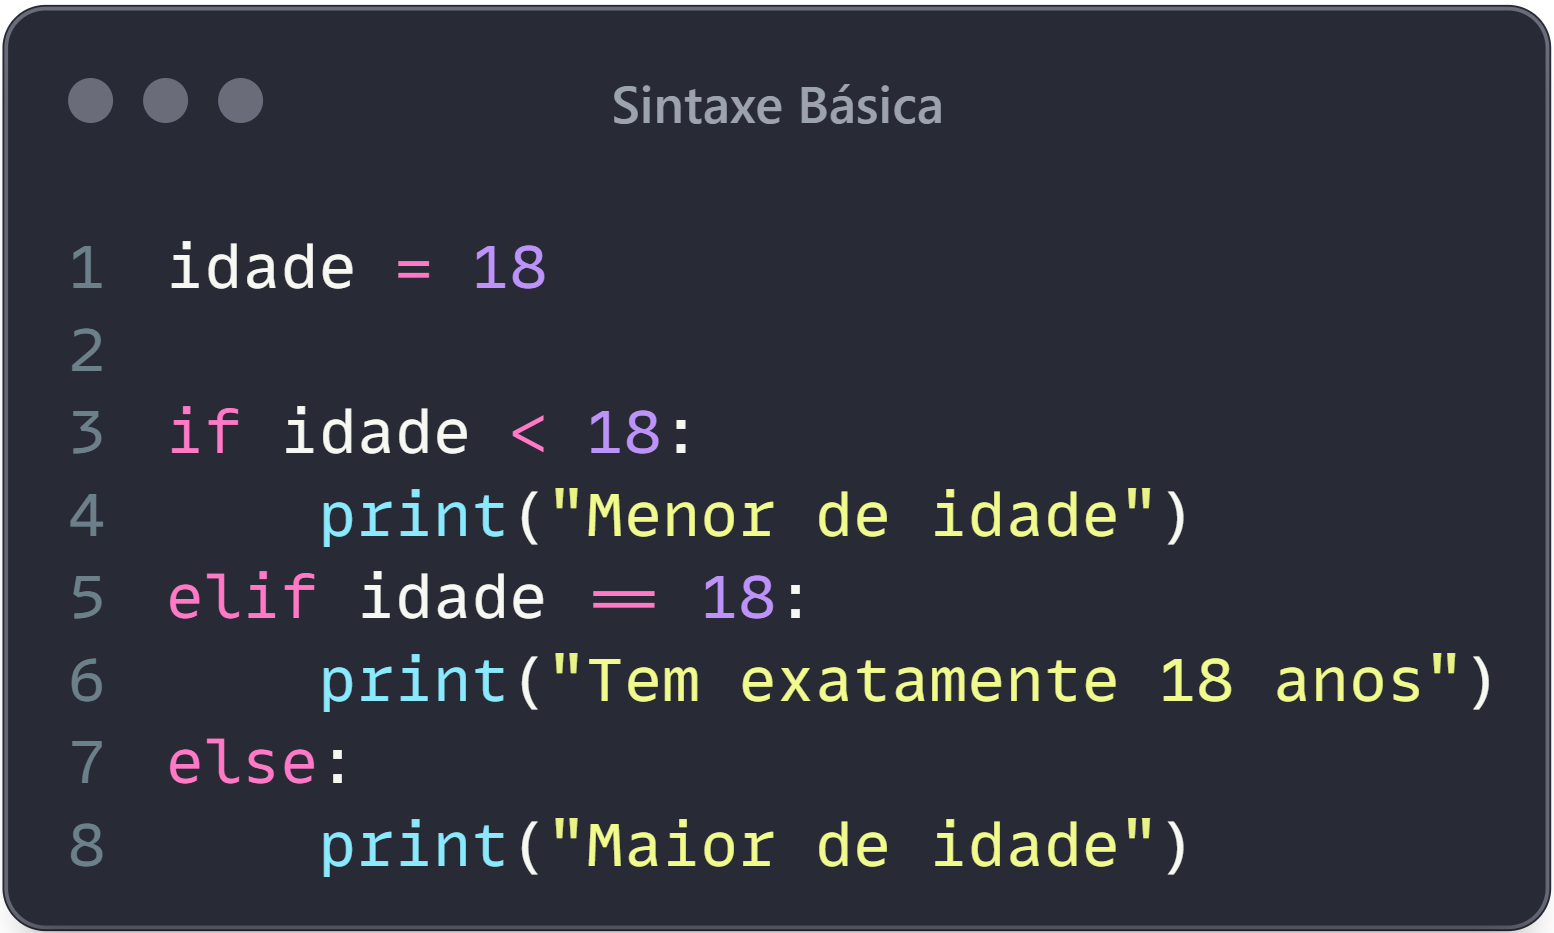 Sintaxe Básica
1 idade = 18
2
3 if idade < 18:
4     print("Menor de idade")
5 elif idade == 18:
6     print("Tem exatamente 18 anos")
7 else:
8     print("Maior de idade")